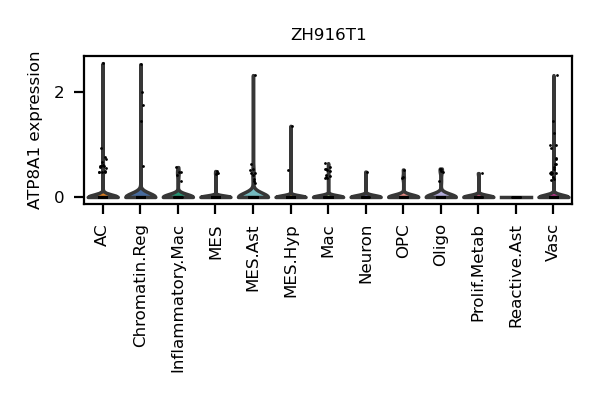 ZH916T1
ATP8A1 expression
2
0
AC
Chromatin.Reg
Inflammatory.Mac
MES
MES.Ast
MES.Hyp
Mac
Neuron
OPC
Oligo
Prolif.Metab
Reactive.Ast
Vasc